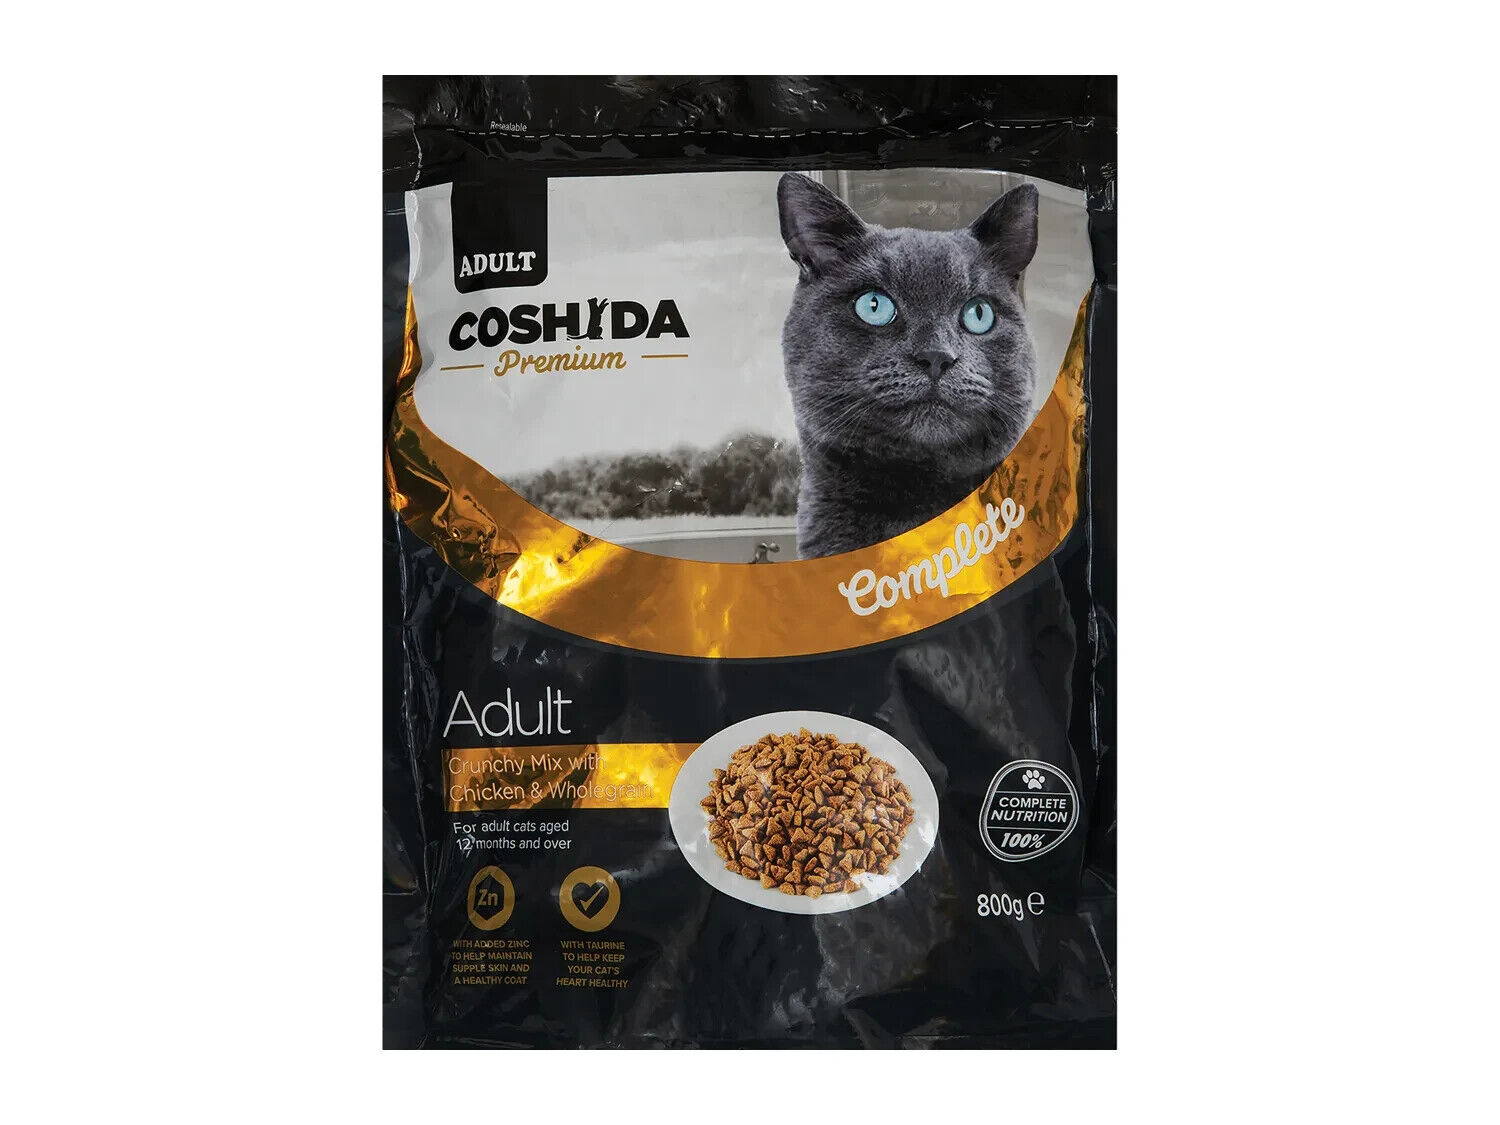 Resealable
ADULT
COSHIDA
Premium
Complete
Adult
Crunchy Mix with
Chicken & Wholegrain
For adult cats aged
12 months and over
Zn
WITH ADDED ZINC
TO HELP MAINTAIN
SUPPLE SKIN AND
A HEALTHY COAT
WITH TAURINE
TO HELP KEEP
YOUR CAT'S
HEART HEALTHY
COMPLETE
NUTRITION
100%
800g ℮